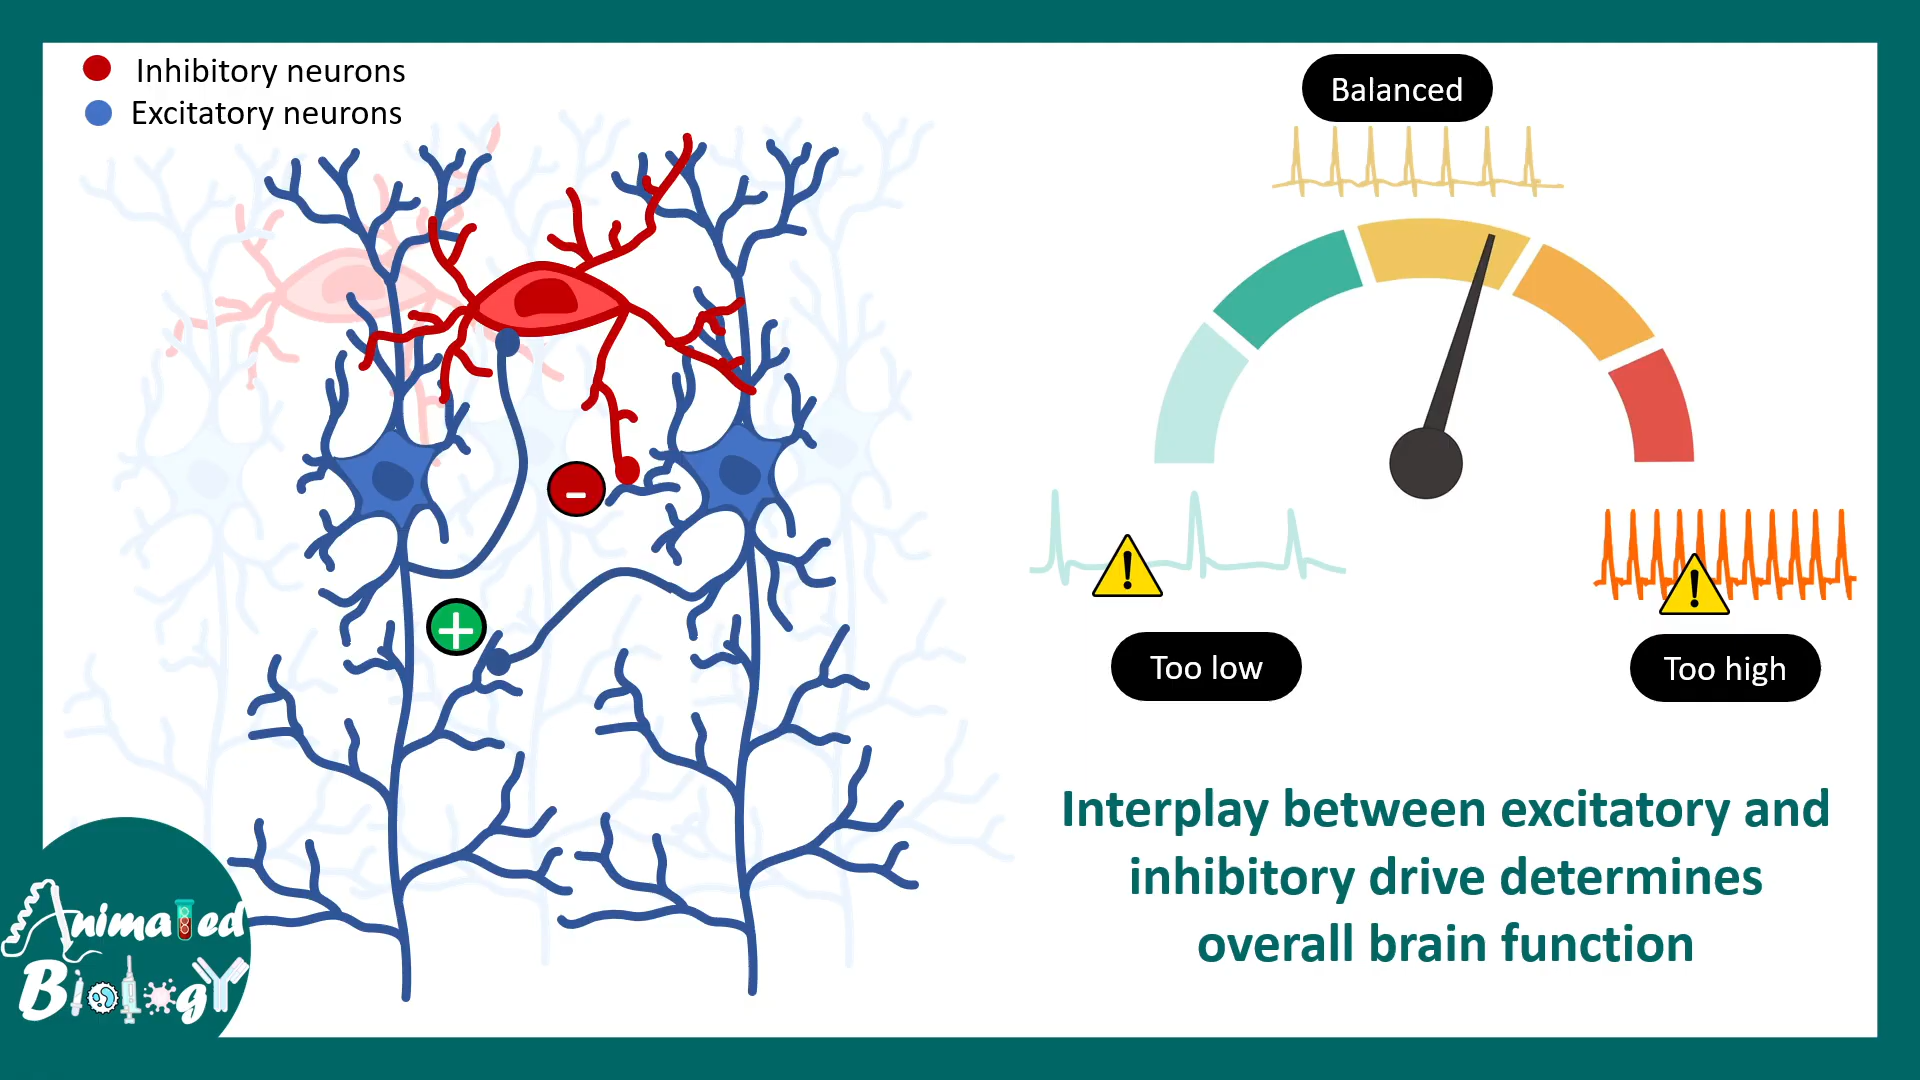 Inhibitory neurons
Excitatory neurons
Balanced
-
+
Too low
Too high
Interplay between excitatory and
inhibitory drive determines
overall brain function
Animated
Biology